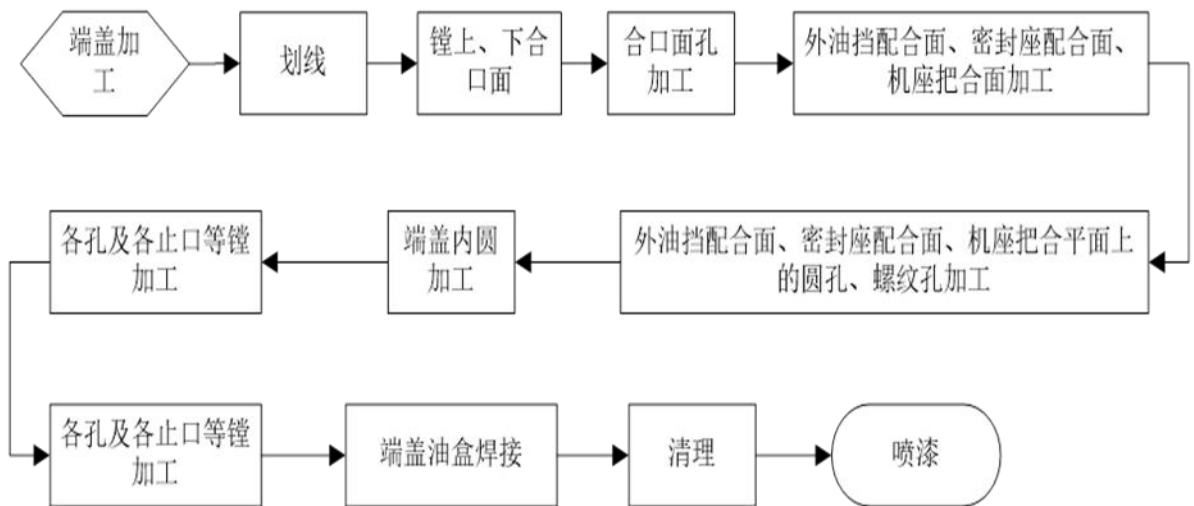 端盖加
工
划线
镗上、下合
口面
合口面孔
加工
外油挡配合面、密封座配合面、
机座把合面加工
外油挡配合面、密封座配合面、机座把合平面上
的圆孔、螺纹孔加工
端盖内圆
加工
各孔及各止口等镗
加工
各孔及各止口等镗
加工
端盖油盒焊接
清理
喷漆